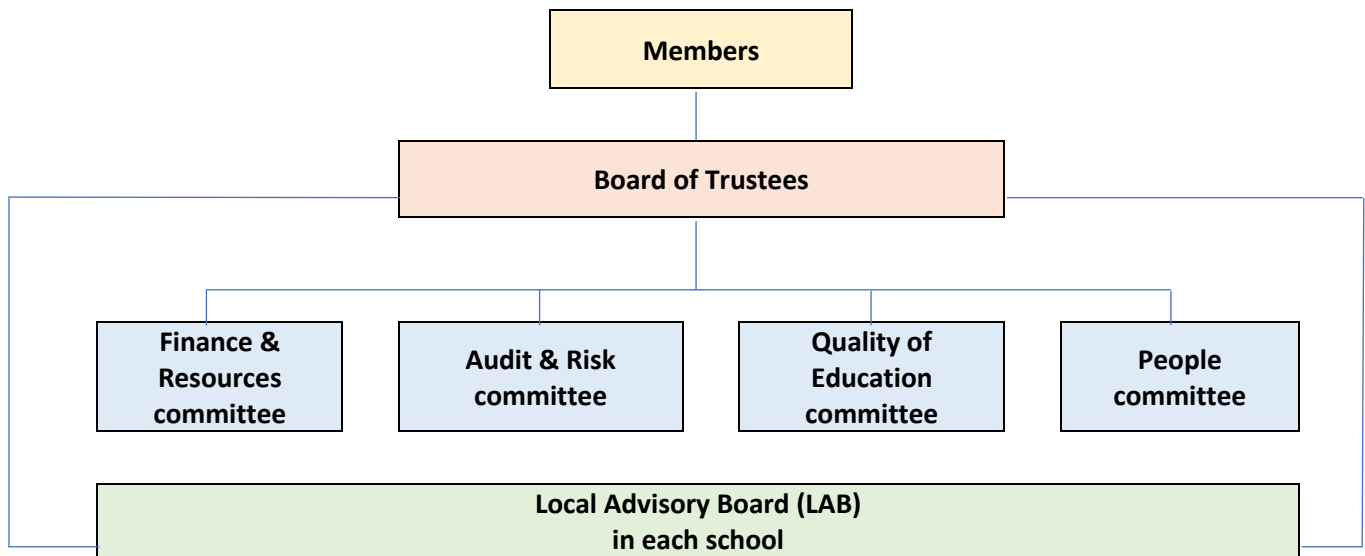 Members
Board of Trustees
Finance &
Resources
committee
Audit & Risk
committee
Quality of
Education
committee
People
committee
Local Advisory Board (LAB)
in each school